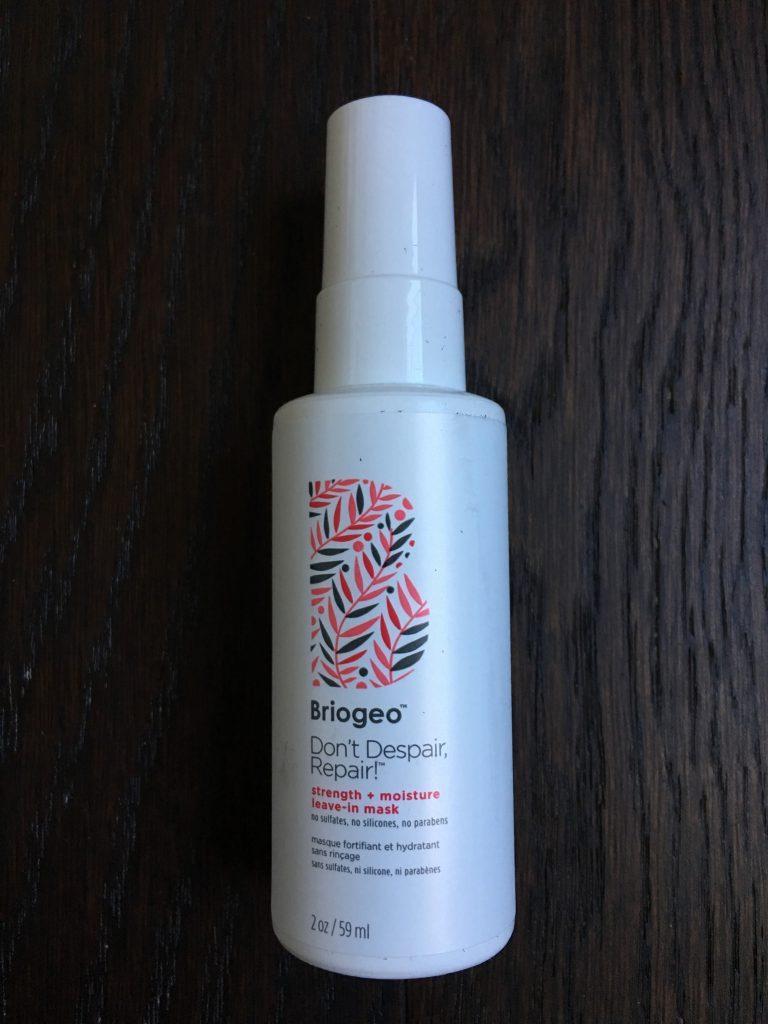 Briogeo™
Don't Despair,
Repair!™
strength + moisture
leave-in mask
no sulfates, no silicones, no parabens
masque fortifiant et hydratant
sans rinçage
sans sulfates, ni silicone, ni parabènes
2 oz / 59 ml